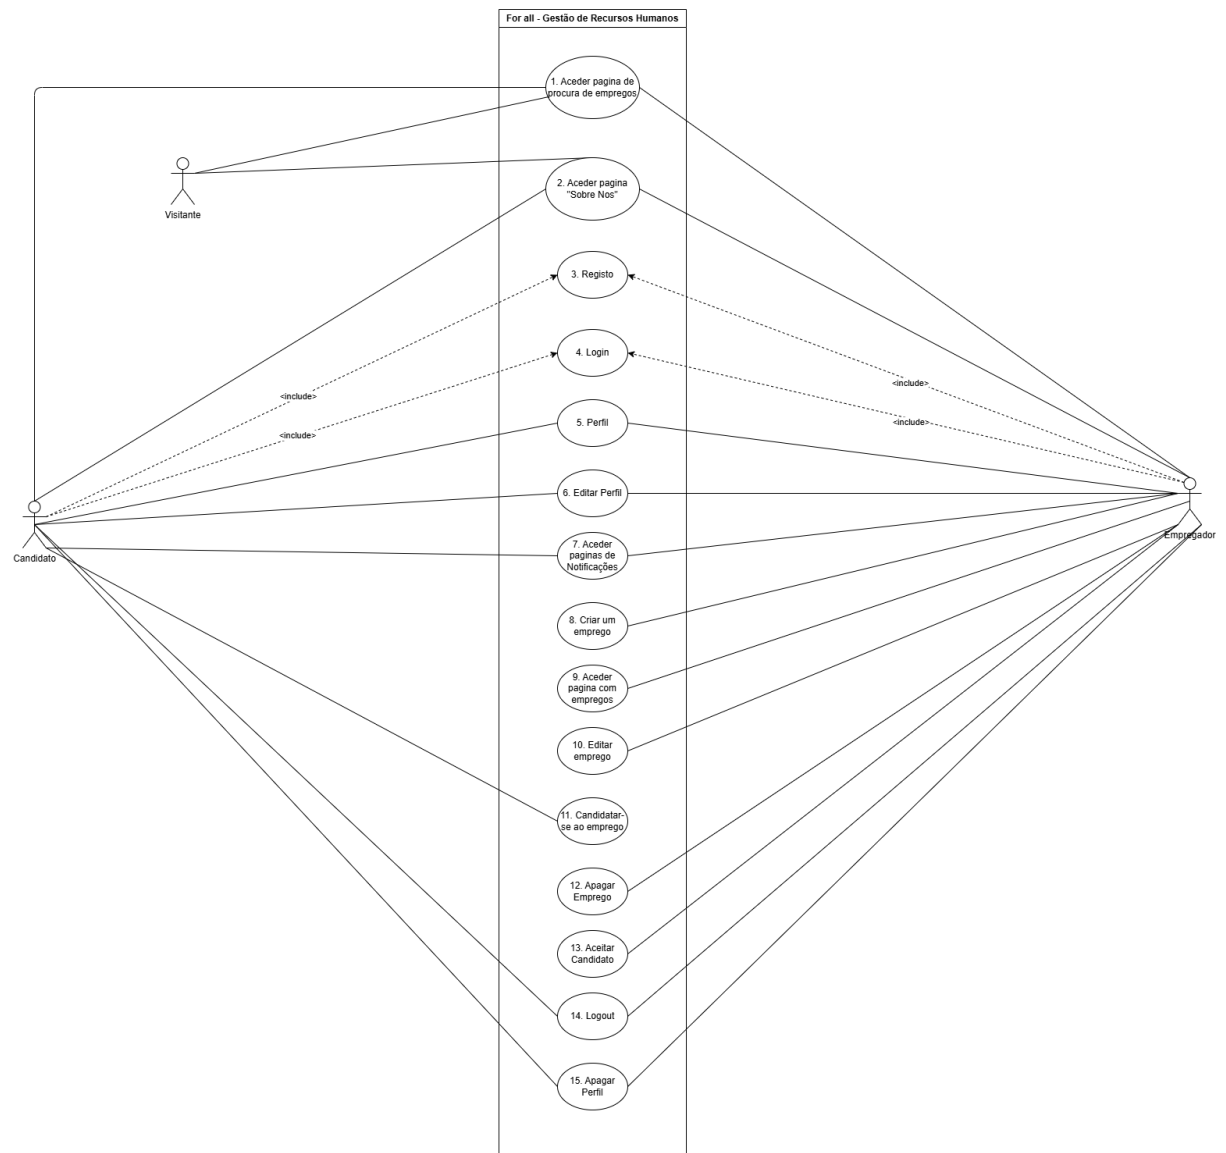 For all - Gestão de Recursos Humanos
1. Aceder pagina de
procura de empregos
Visitante
2. Aceder pagina
"Sobre Nos"
3. Registo
4. Login
<include>
<include>
<include>
<include>
5. Perfil
6. Editar Perfil
Candidato
Empregador
7. Aceder
paginas de
Notificações
8. Criar um
emprego
9. Aceder
pagina com
empregos
10. Editar
emprego
11. Candidatar-
se ao emprego
12. Apagar
Emprego
13. Aceitar
Candidato
14. Logout
15. Apagar
Perfil